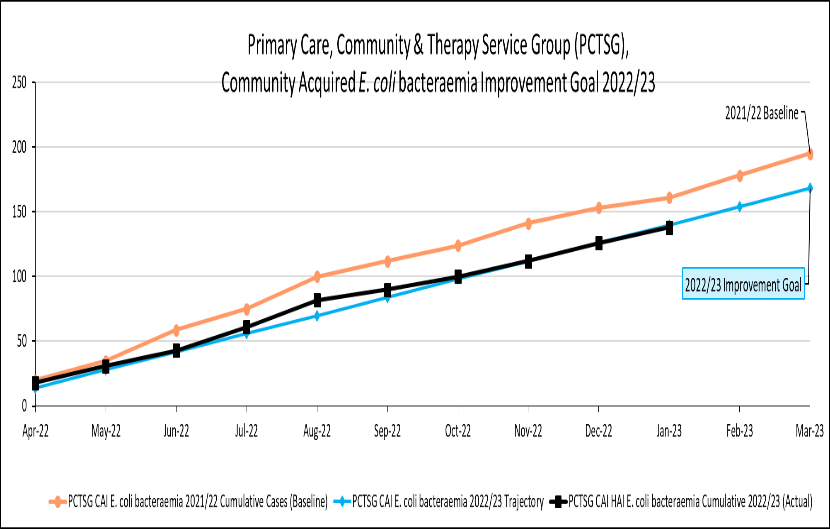 Primary Care, Community & Therapy Service Group (PCTSG),
Community Acquired E. coli bacteraemia Improvement Goal 2022/23
250
2021/22 Baseline
200
150
100
2022/23 Improvement Goal
50
0
Apr-22 May-22 Jun-22 Jul-22 Aug-22 Sep-22 Oct-22 Nov-22 Dec-22 Jan-23 Feb-23 Mar-23
PCTSG CAI E. coli bacteraemia 2021/22 Cumulative Cases (Baseline) PCTSG CAI E. coli bacteraemia 2022/23 Trajectory PCTSG CAI HAI E. coli bacteraemia Cumulative 2022/23 (Actual)